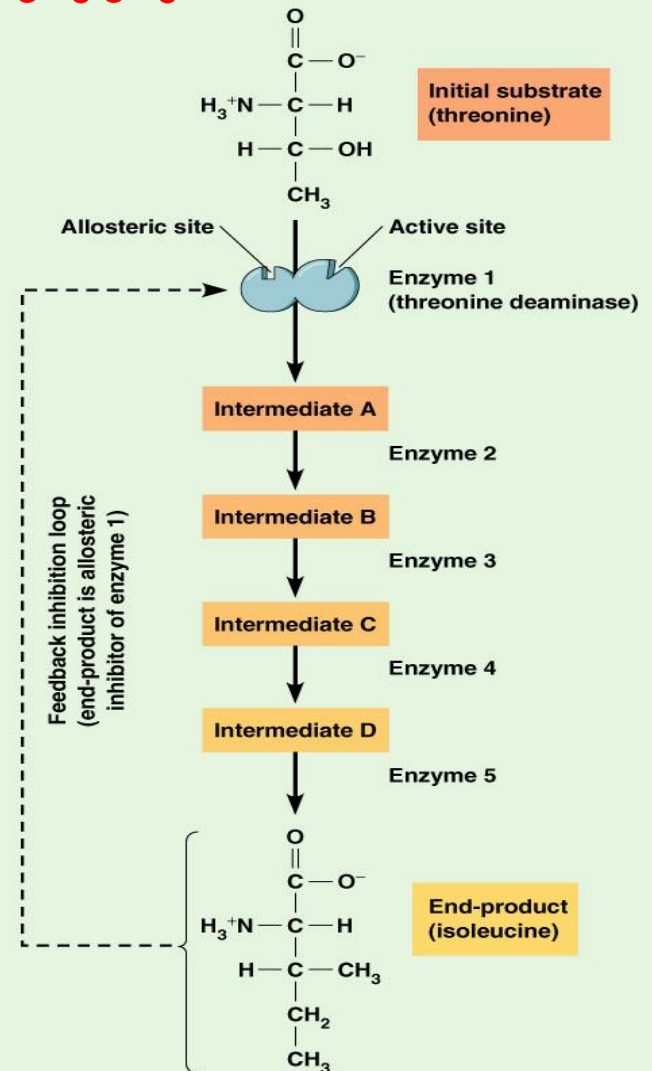 O
||
C — O⁻
|
H₃⁺N — C — H
|
H — C — OH
|
CH₃
Initial substrate
(threonine)
Allosteric site
Active site
Enzyme 1
(threonine deaminase)
Intermediate A
Enzyme 2
Intermediate B
Enzyme 3
Intermediate C
Enzyme 4
Intermediate D
Enzyme 5
Feedback inhibition loop
(end-product is allosteric
inhibitor of enzyme 1)
O
||
C — O⁻
|
H₃⁺N — C — H
|
H — C — CH₃
|
CH₂
|
CH₃
End-product
(isoleucine)